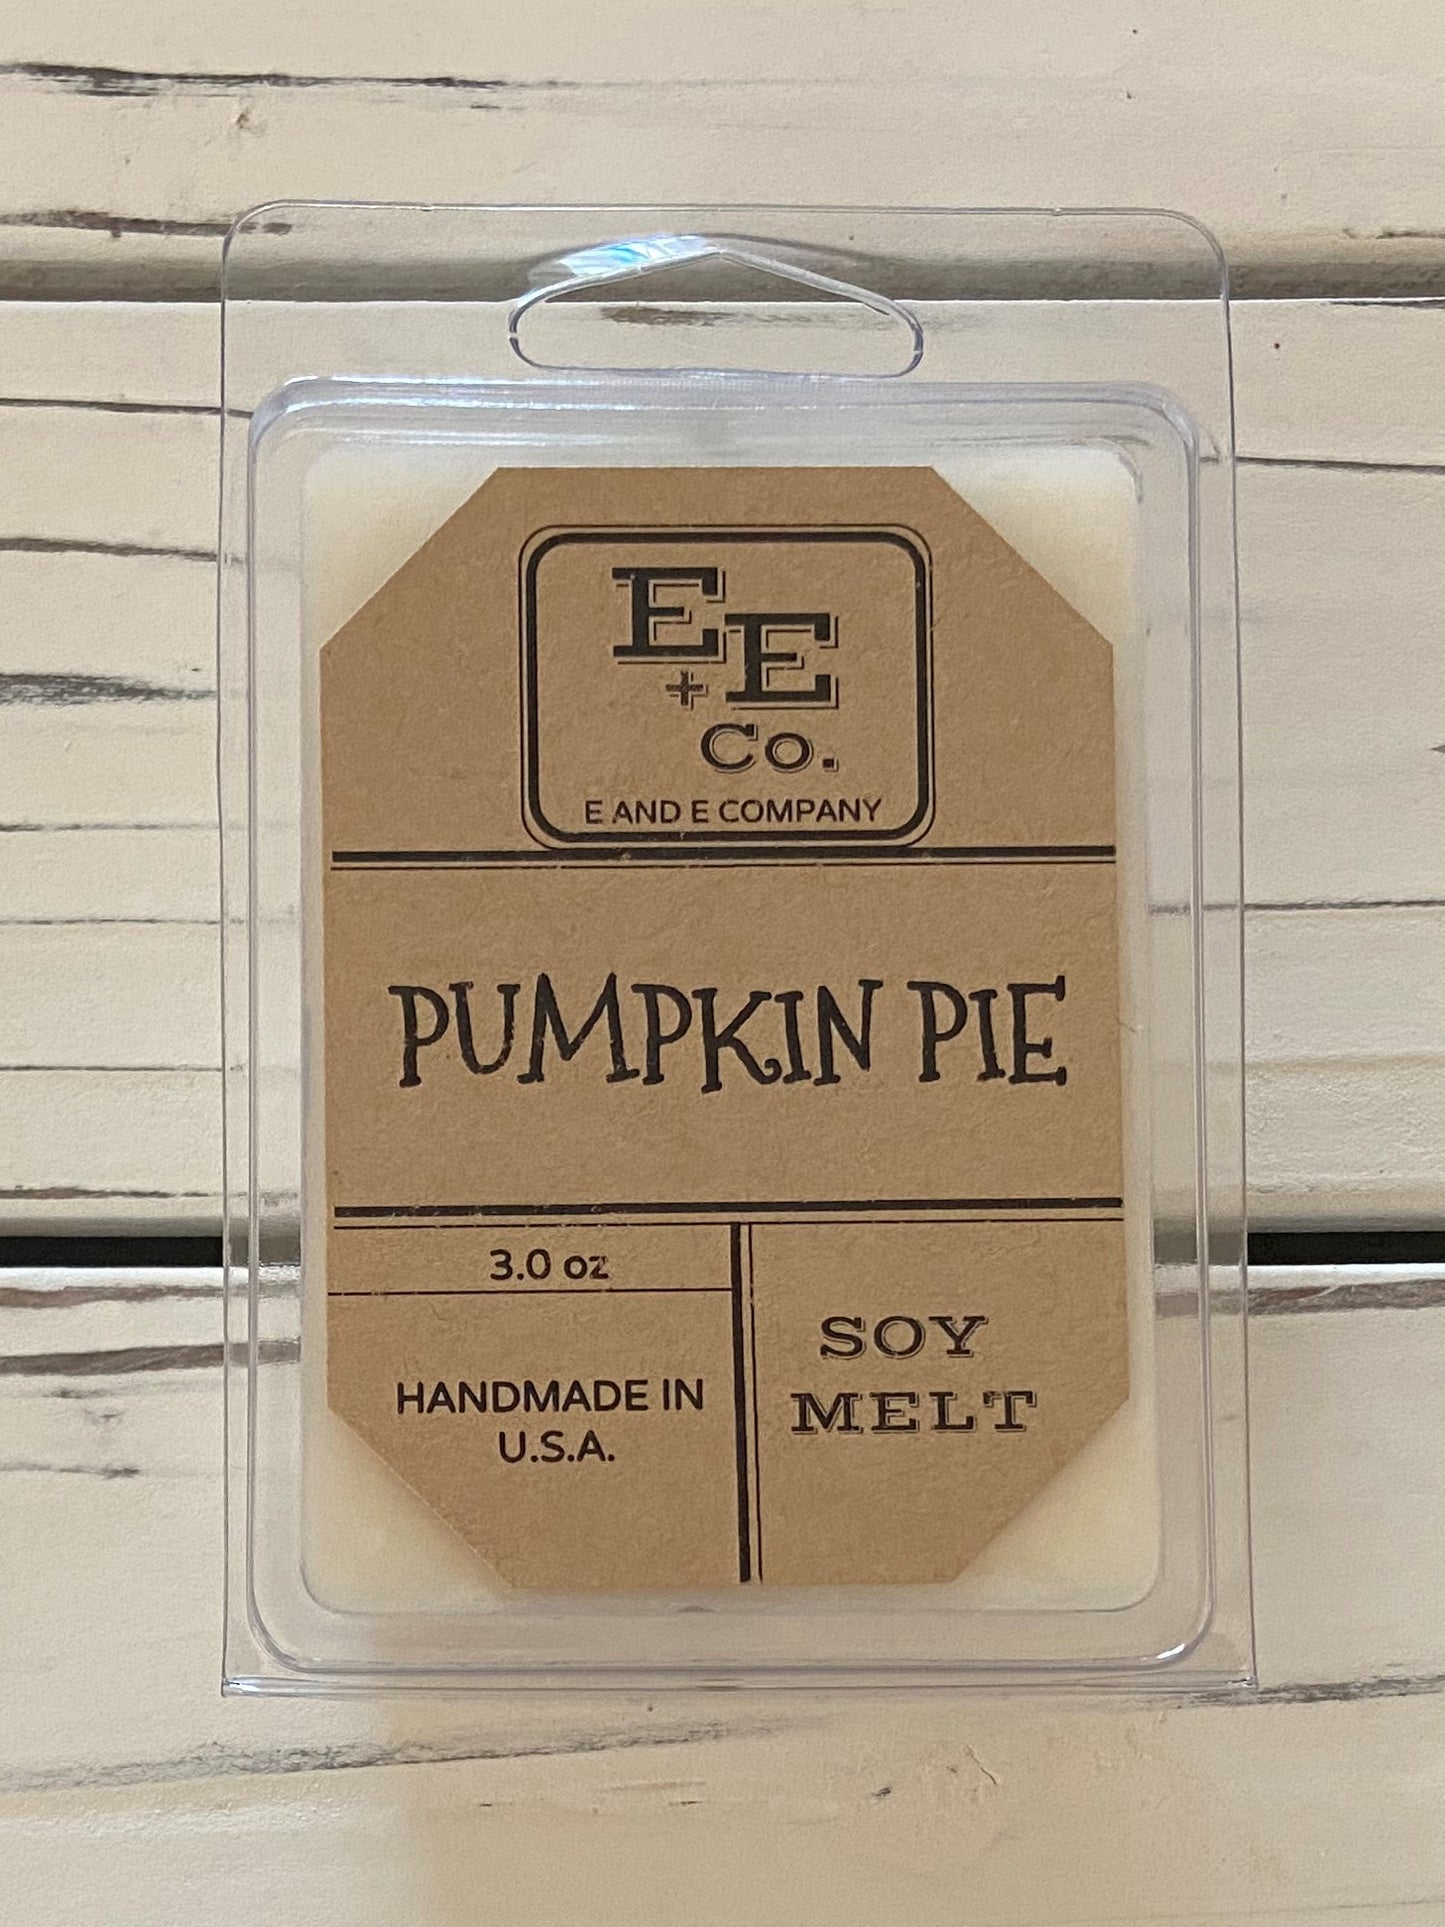 E
+ E
Co.
E AND E COMPANY
PUMPKIN PIE
3.0 oz
HANDMADE IN
U.S.A.
SOY
MELT